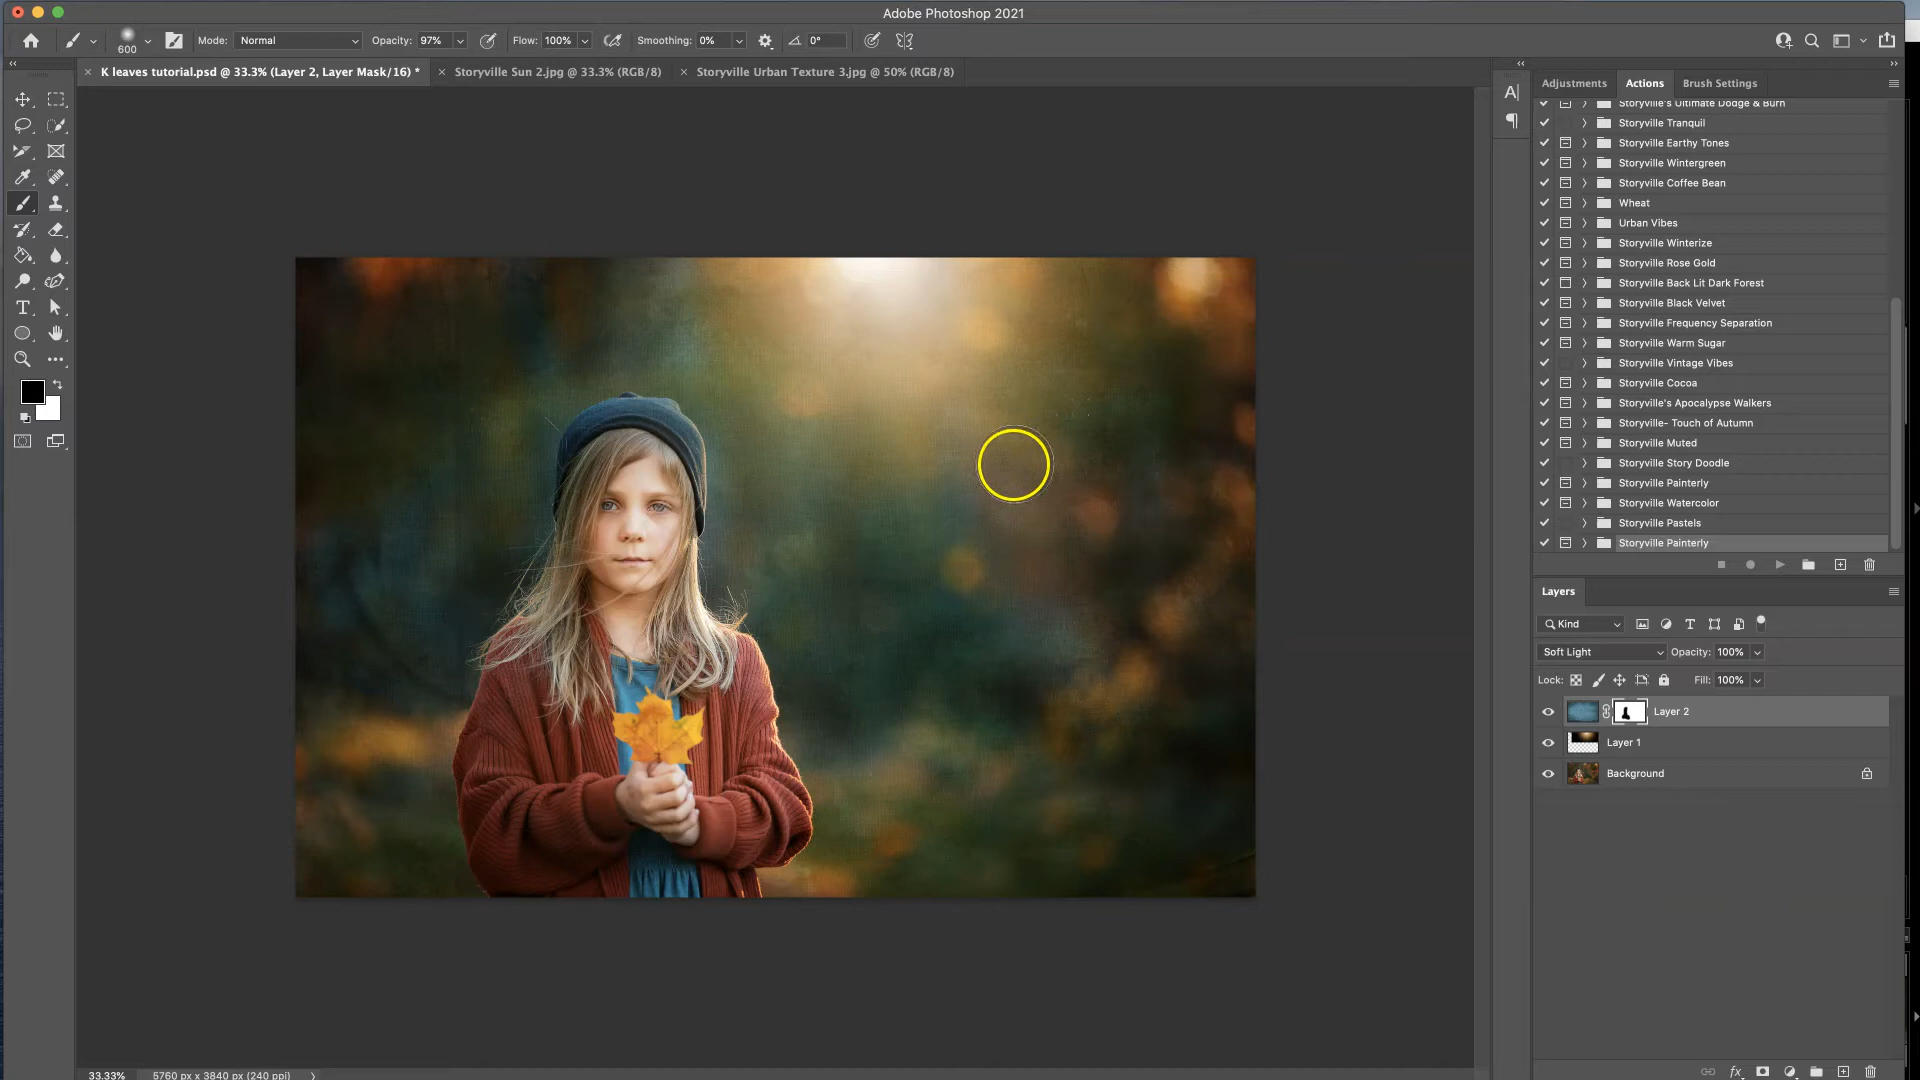 Adobe Photoshop 2021
600 Mode: Normal Opacity: 97% Flow: 100% Smoothing: 0% 0°
K leaves tutorial.psd @ 33.3% (Layer 2, Layer Mask/16) * Storyville Sun 2.jpg @ 33.3% (RGB/8) Storyville Urban Texture 3.jpg @ 50% (RGB/8)
Adjustments Actions Brush Settings
Storyville's Ultimate Dodge & Burn
Storyville Tranquil
Storyville Earthy Tones
Storyville Wintergreen
Storyville Coffee Bean
Wheat
Urban Vibes
Storyville Winterize
Storyville Rose Gold
Storyville Back Lit Dark Forest
Storyville Black Velvet
Storyville Frequency Separation
Storyville Warm Sugar
Storyville Vintage Vibes
Storyville Cocoa
Storyville's Apocalypse Walkers
Storyville- Touch of Autumn
Storyville Muted
Storyville Story Doodle
Storyville Painterly
Storyville Watercolor
Storyville Pastels
Storyville Painterly
Layers
Kind
Soft Light Opacity: 100%
Lock: Fill: 100%
Layer 2
Layer 1
Background
33.33% 5760 px x 3840 px (240 ppi)